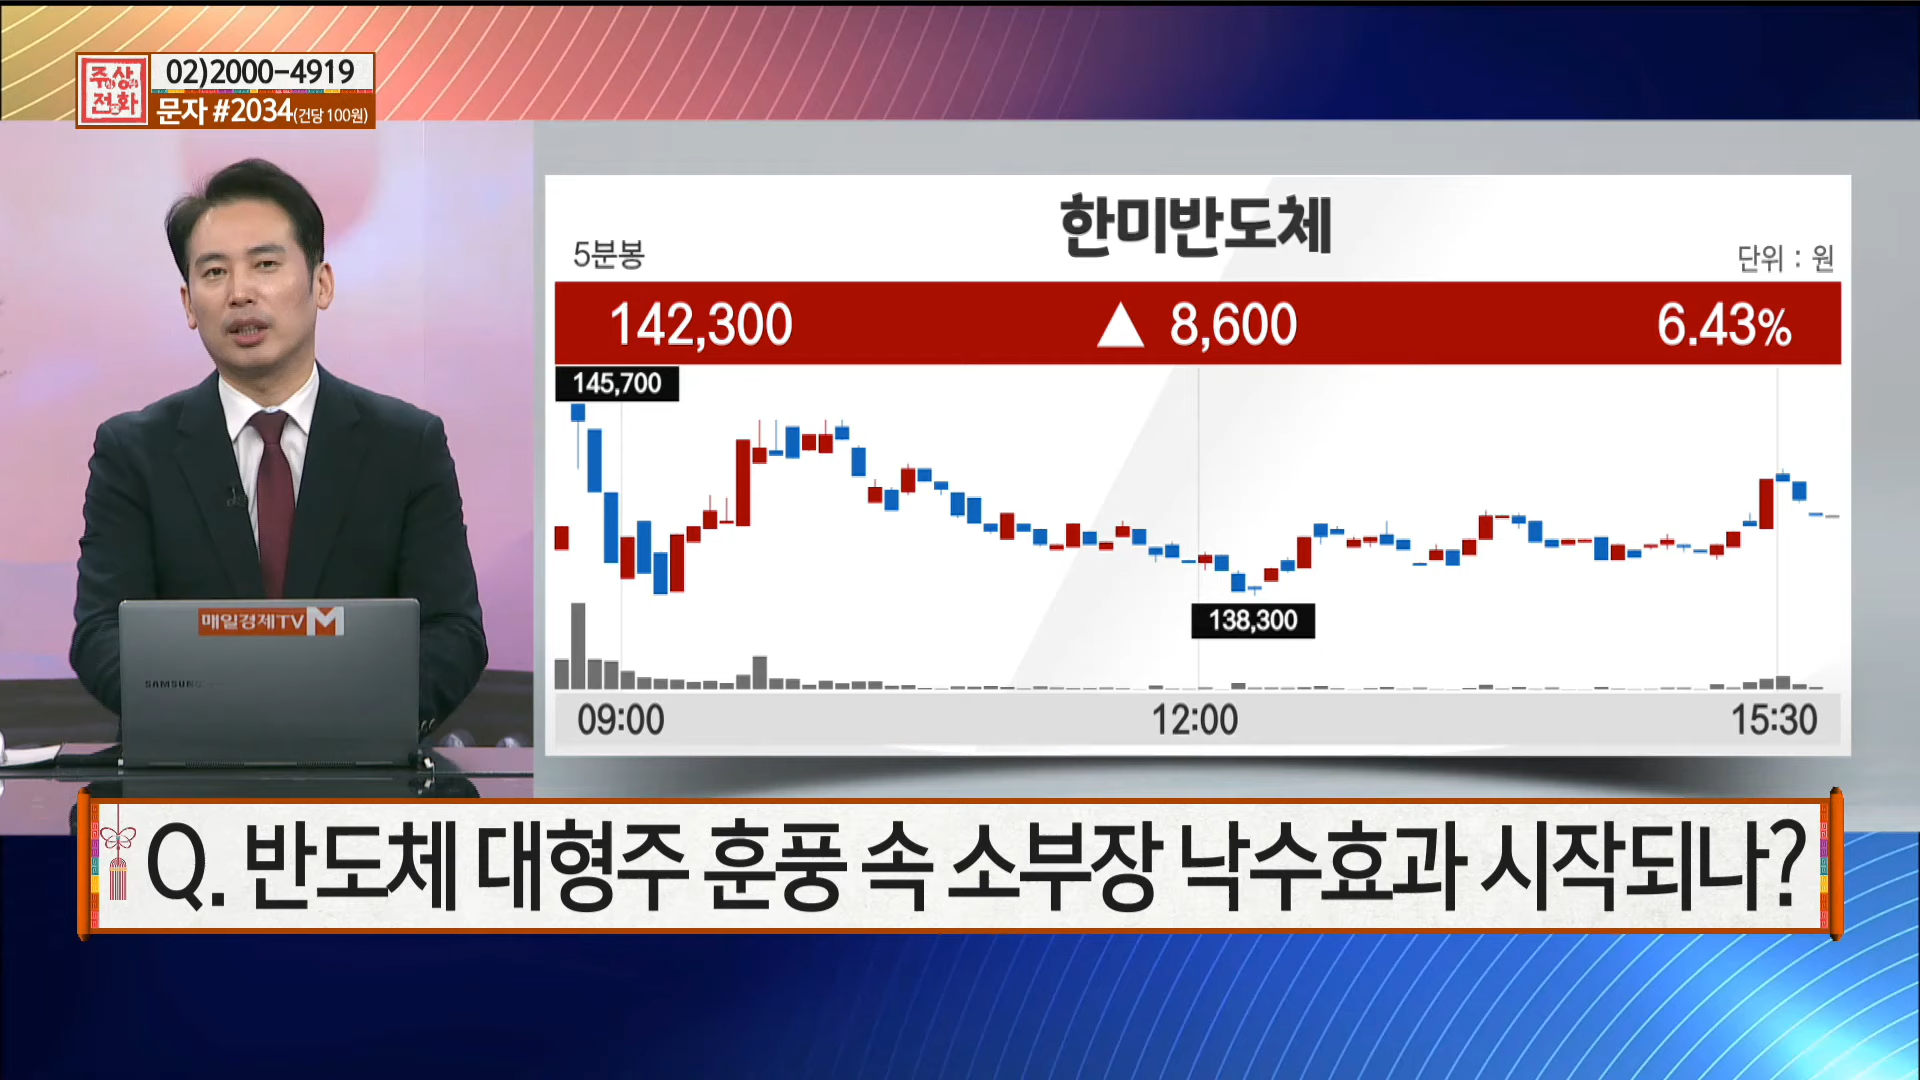 주상
전화
02)2000-4919
문자 #2034(건당 100원)
한미반도체
5분봉
단위 : 원
142,300 ▲ 8,600 6.43%
145,700
138,300
09:00 12:00 15:30
매일경제TV M
SAMSUNG
Q. 반도체 대형주 훈풍 속 소부장 낙수효과 시작되나?